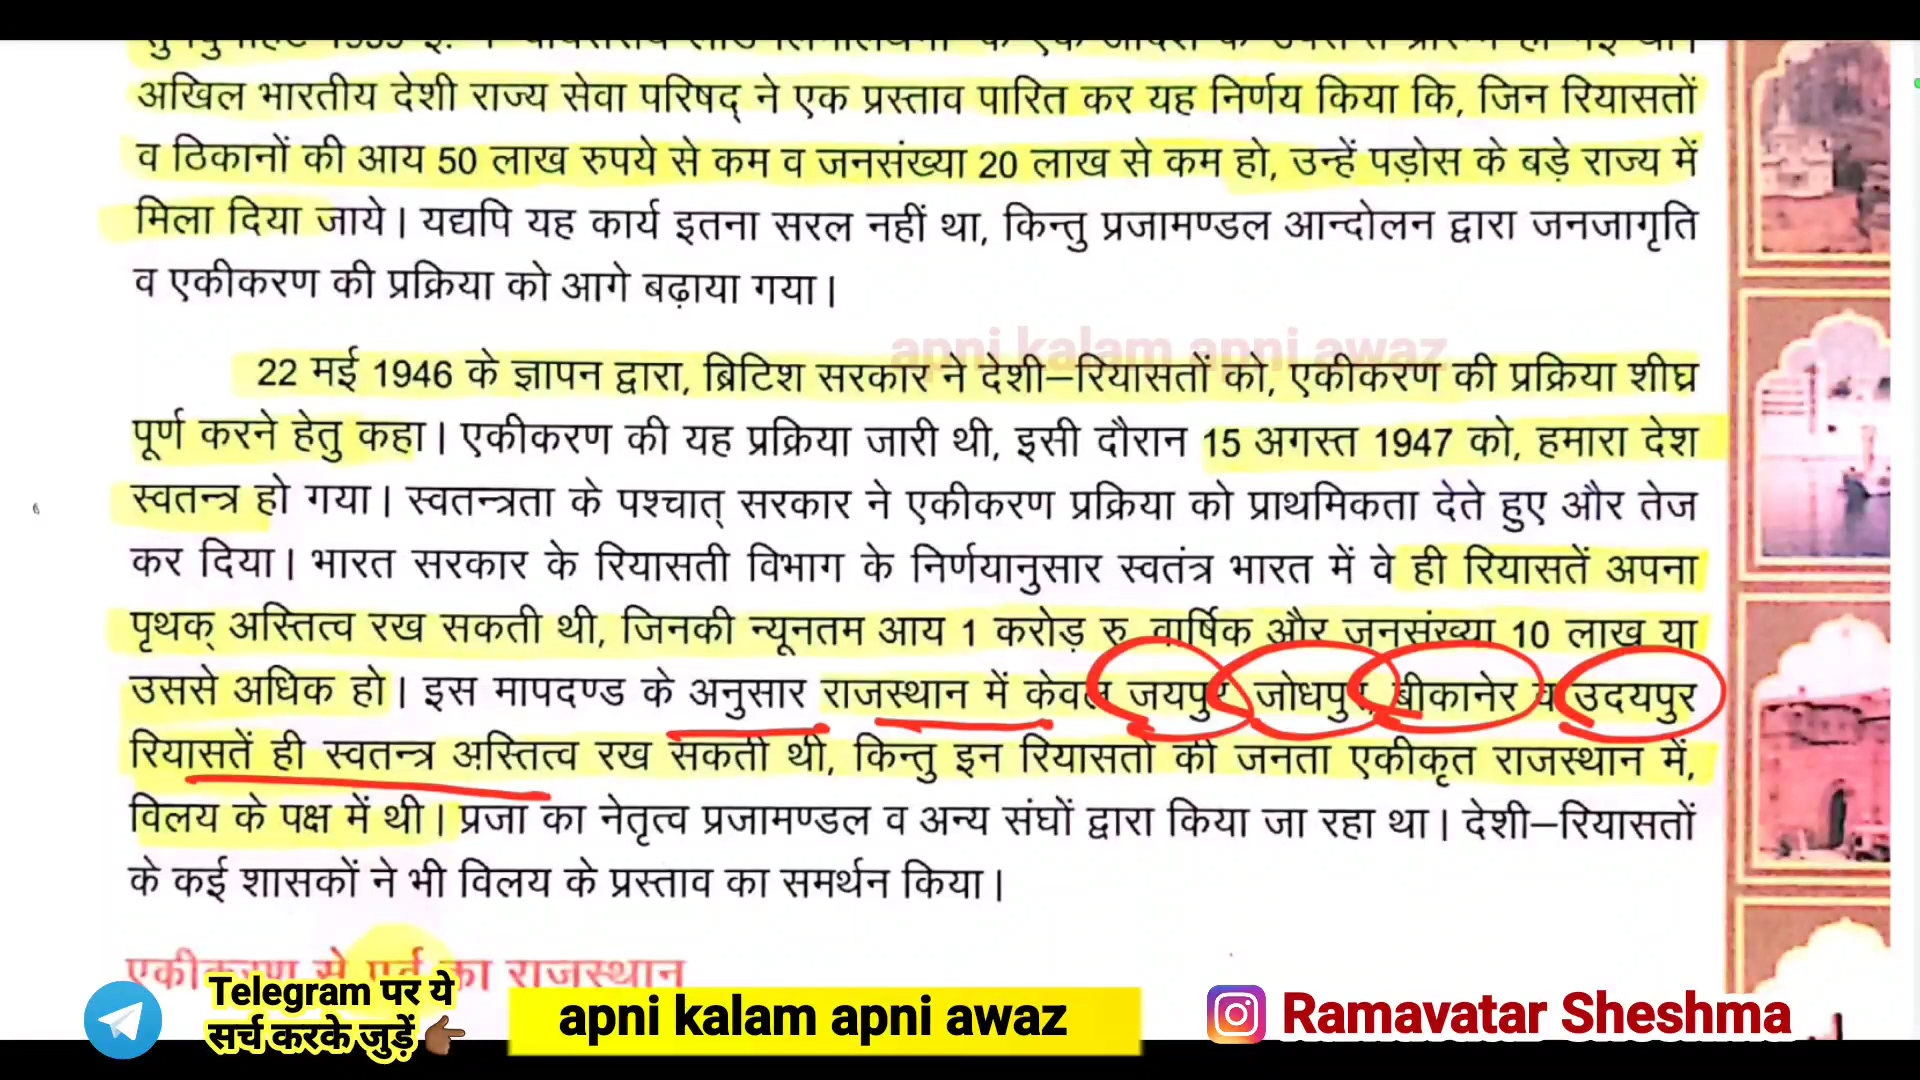 अखिल भारतीय देशी राज्य सेवा परिषद् ने एक प्रस्ताव पारित कर यह निर्णय किया कि, जिन रियासतों
व ठिकानों की आय 50 लाख रुपये से कम व जनसंख्या 20 लाख से कम हो, उन्हें पड़ोस के बड़े राज्य में
मिला दिया जाये। यद्यपि यह कार्य इतना सरल नहीं था, किन्तु प्रजामण्डल आन्दोलन द्वारा जनजागृति
व एकीकरण की प्रक्रिया को आगे बढ़ाया गया।
apni kalam apni awaz
22 मई 1946 के ज्ञापन द्वारा, ब्रिटिश सरकार ने देशी–रियासतों को, एकीकरण की प्रक्रिया शीघ्र
पूर्ण करने हेतु कहा। एकीकरण की यह प्रक्रिया जारी थी, इसी दौरान 15 अगस्त 1947 को, हमारा देश
स्वतन्त्र हो गया। स्वतन्त्रता के पश्चात् सरकार ने एकीकरण प्रक्रिया को प्राथमिकता देते हुए और तेज
कर दिया। भारत सरकार के रियासती विभाग के निर्णयानुसार स्वतंत्र भारत में वे ही रियासतें अपना
पृथक् अस्तित्व रख सकती थी, जिनकी न्यूनतम आय 1 करोड़ रु. वार्षिक और जनसंख्या 10 लाख या
उससे अधिक हो। इस मापदण्ड के अनुसार राजस्थान में केवल जयपुर, जोधपुर, बीकानेर व उदयपुर
रियासतें ही स्वतन्त्र अस्तित्व रख सकती थी, किन्तु इन रियासतों की जनता एकीकृत राजस्थान में,
विलय के पक्ष में थी। प्रजा का नेतृत्व प्रजामण्डल व अन्य संघों द्वारा किया जा रहा था। देशी–रियासतों
के कई शासकों ने भी विलय के प्रस्ताव का समर्थन किया।
एकीकरण से पूर्व का राजस्थान
Telegram पर ये
सर्च करके जुड़ें
apni kalam apni awaz
Ramavatar Sheshma